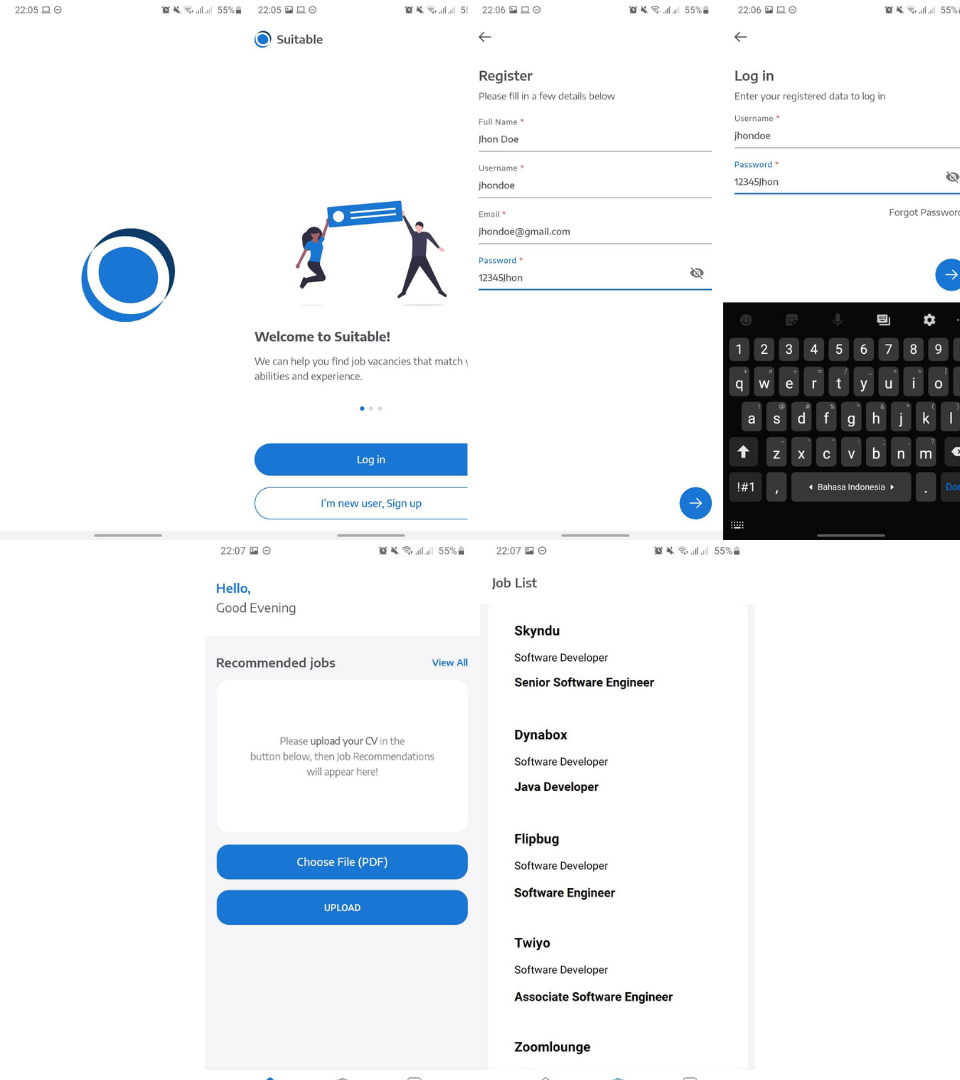 22:05
55%
22:05
55
22:06
55%
22:06
55%
Suitable
Welcome to Suitable!
We can help you find job vacancies that match
abilities and experience.
Log in
I'm new user, Sign up
Register
Please fill in a few details below
Full Name *
Jhon Doe
Username *
jhondoe
Email *
jhondoe@gmail.com
Password *
12345Jhon
Log in
Enter your registered data to log in
Username *
jhondoe
Password *
12345Jhon
Forgot Password
1 2 3 4 5 6 7 8 9
q w e r t y u i o
a s d f g h j k l
z x c v b n m
!#1 , Bahasa Indonesia .
22:07
55%
Hello,
Good Evening
Recommended jobs
View All
Please upload your CV in the
button below, then Job Recommendations
will appear here!
Choose File (PDF)
UPLOAD
22:07
55%
Job List
Skyndu
Software Developer
Senior Software Engineer
Dynabox
Software Developer
Java Developer
Flipbug
Software Developer
Software Engineer
Twiyo
Software Developer
Associate Software Engineer
Zoomlounge